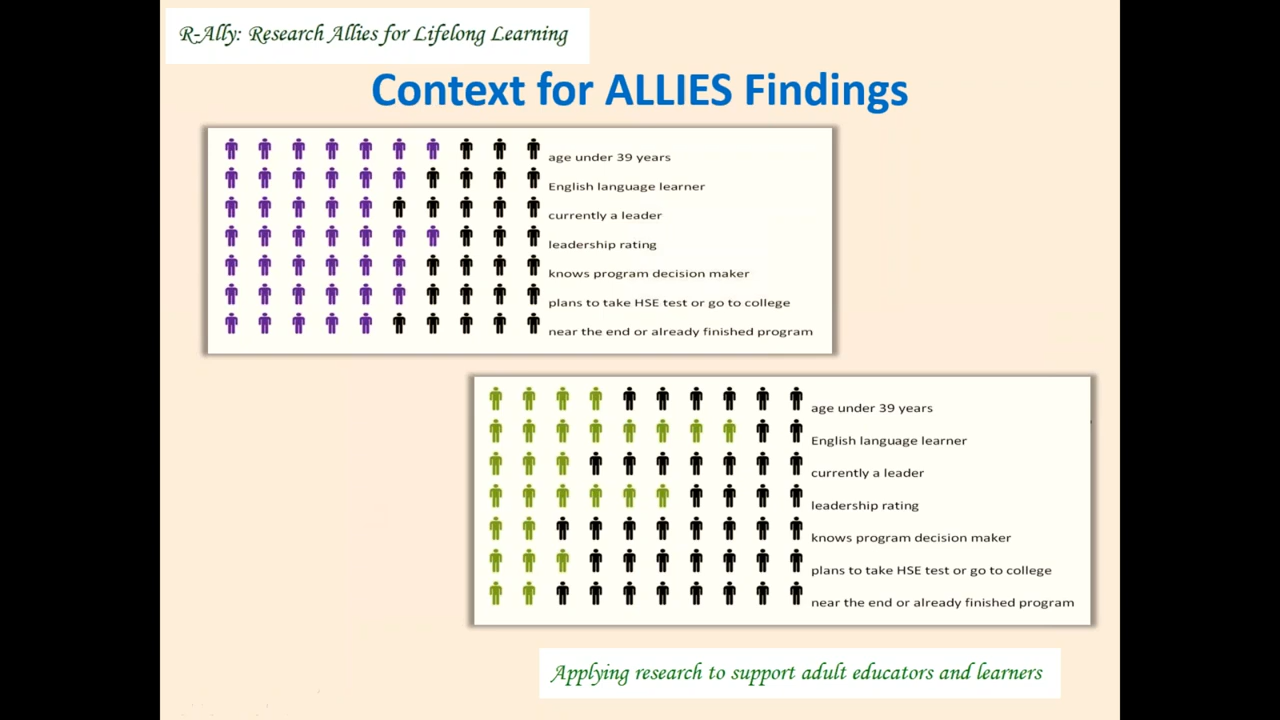 R-Ally: Research Allies for Lifelong Learning
Context for ALLIES Findings
age under 39 years
English language learner
currently a leader
leadership rating
knows program decision maker
plans to take HSE test or go to college
near the end or already finished program
age under 39 years
English language learner
currently a leader
leadership rating
knows program decision maker
plans to take HSE test or go to college
near the end or already finished program
Applying research to support adult educators and learners